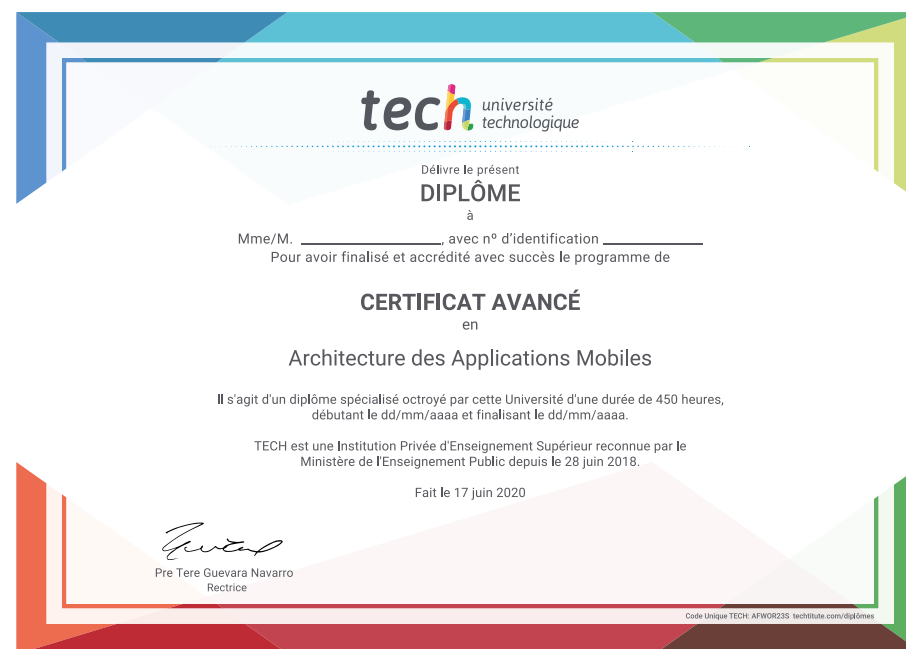 tech université
technologique
Délivre le présent
DIPLÔME
à
Mme/M. ____________________, avec nº d'identification ______________
Pour avoir finalisé et accrédité avec succès le programme de
CERTIFICAT AVANCÉ
en
Architecture des Applications Mobiles
Il s'agit d'un diplôme spécialisé octroyé par cette Université d'une durée de 450 heures,
débutant le dd/mm/aaaa et finalisant le dd/mm/aaaa.
TECH est une Institution Privée d'Enseignement Supérieur reconnue par le
Ministère de l'Enseignement Public depuis le 28 juin 2018.
Fait le 17 juin 2020
Pre Tere Guevara Navarro
Rectrice
Code Unique TECH: AFWOR23S techtitute.com/diplômes